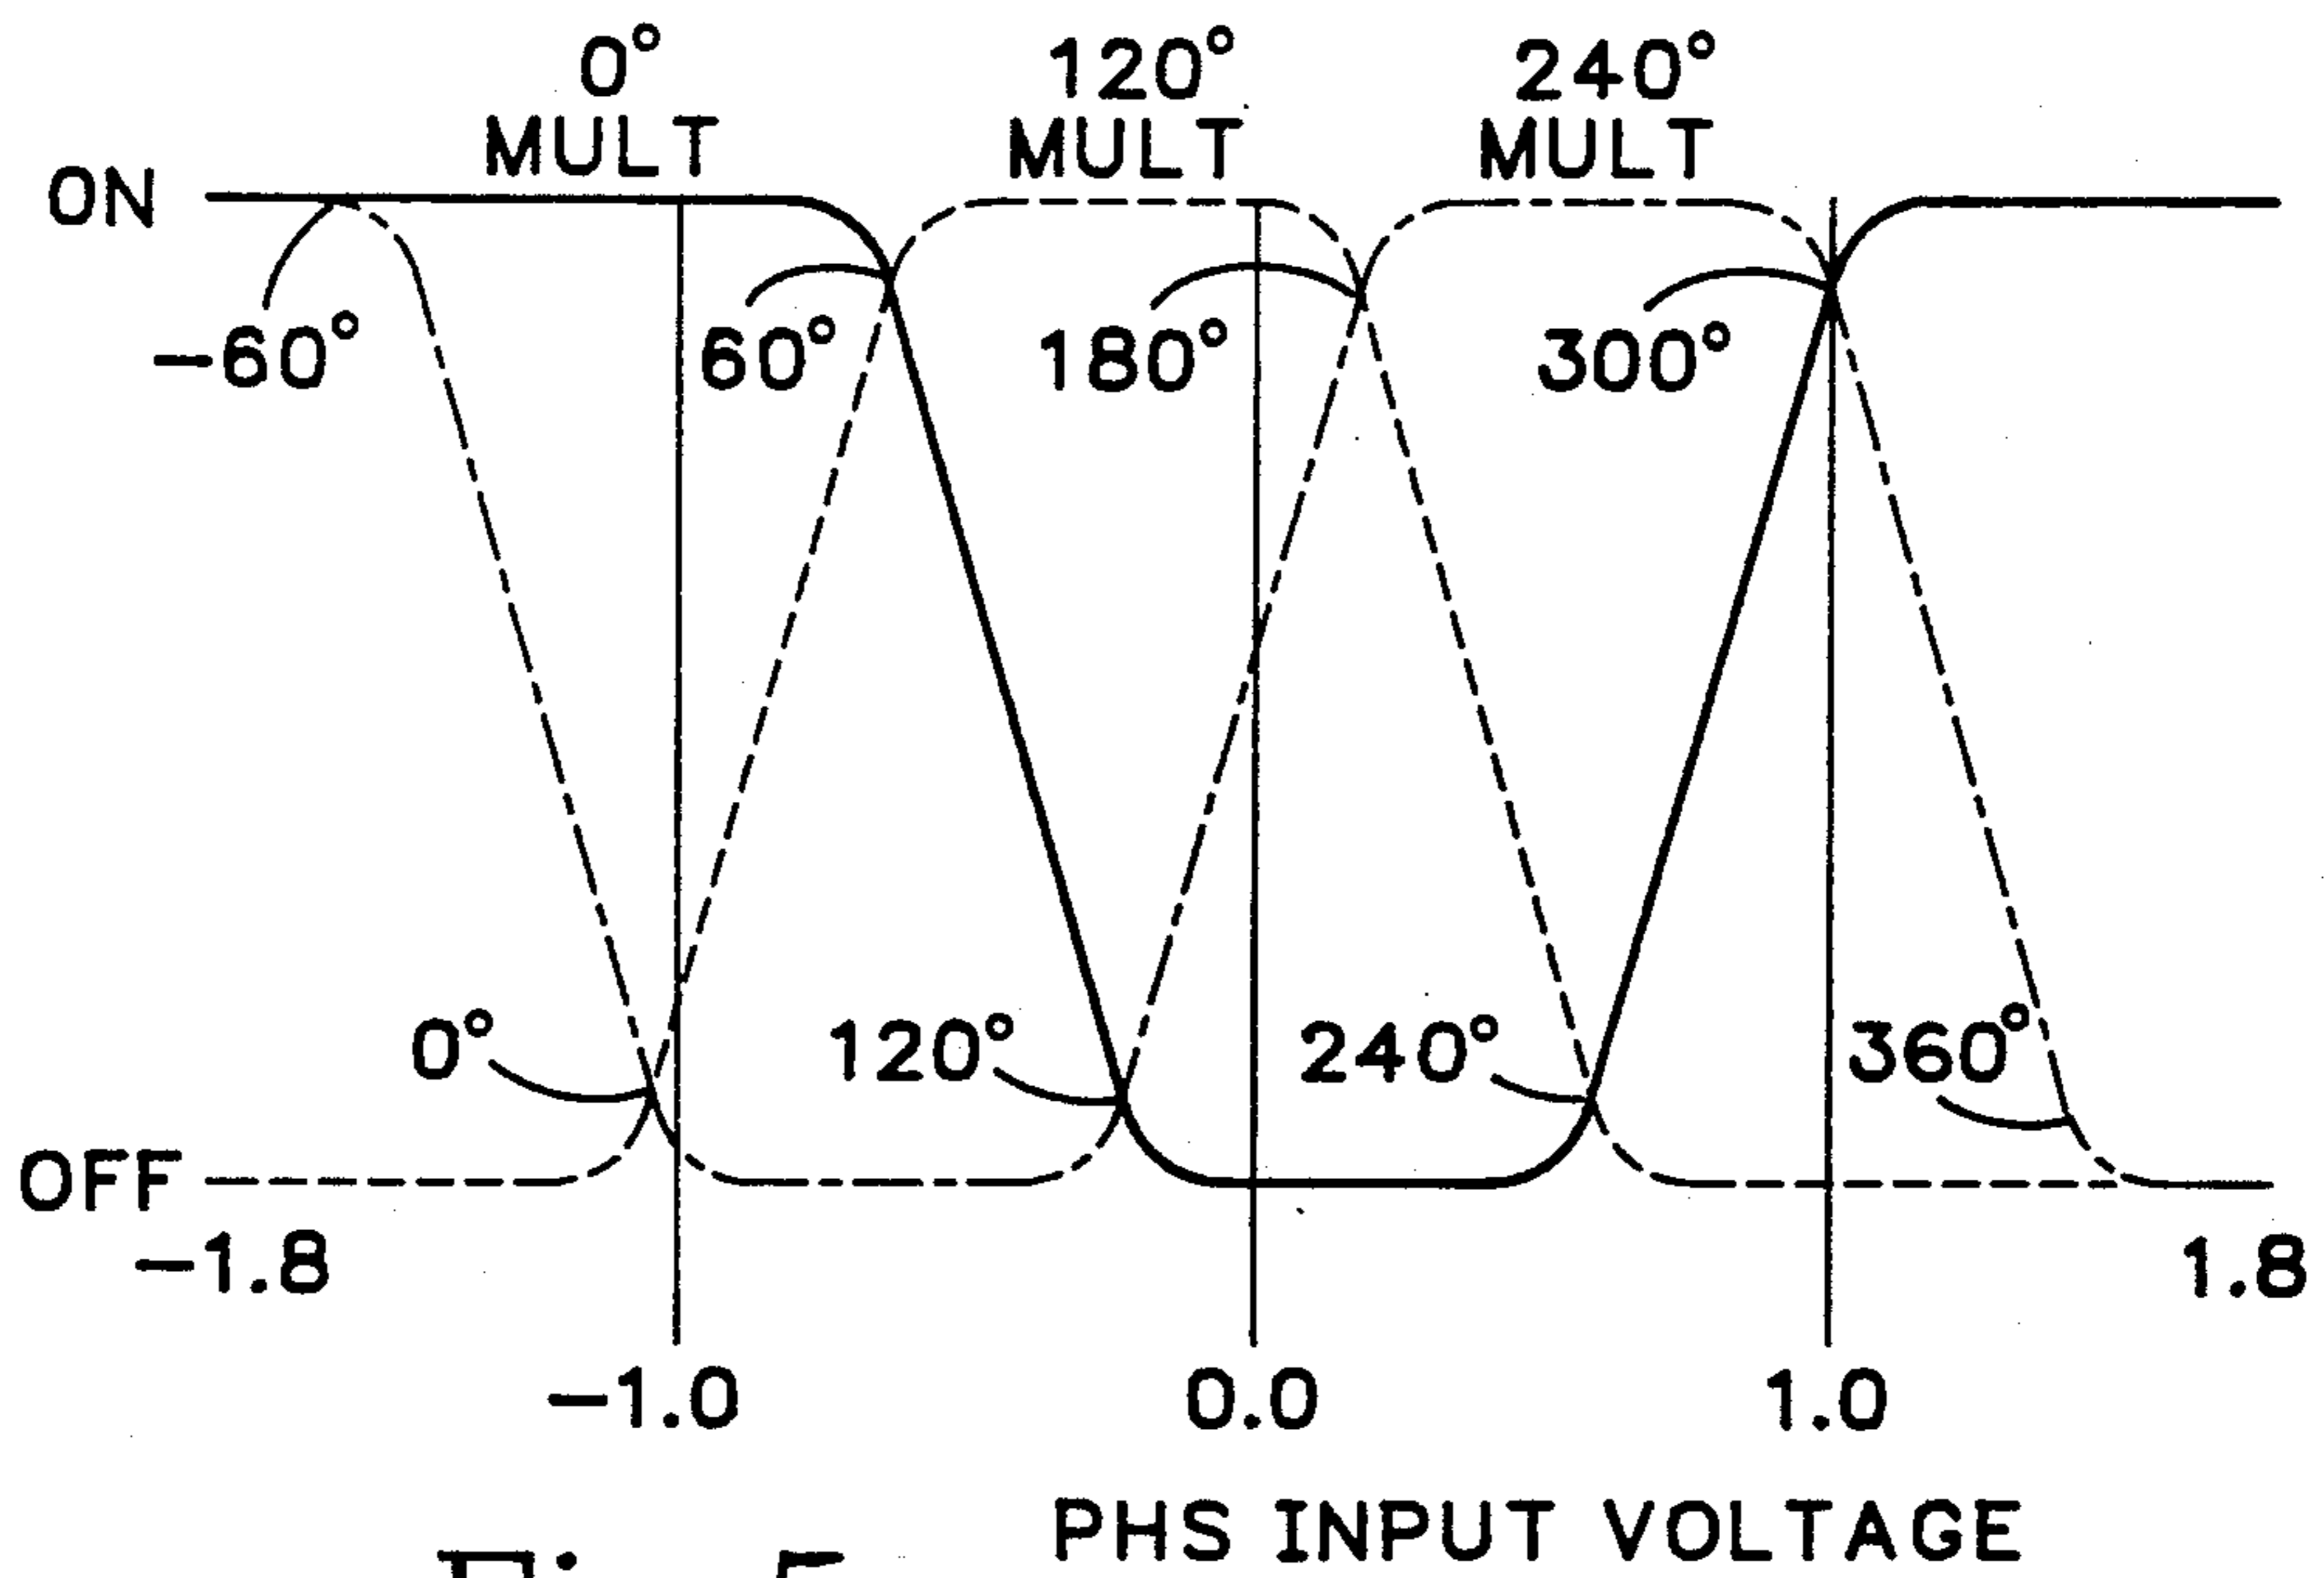 0° 120° 240°
MULT MULT MULT
ON
-60° 60° 180° 300°
0° 120° 240° 360°
OFF
-1.8 1.8
-1.0 0.0 1.0
PHS INPUT VOLTAGE